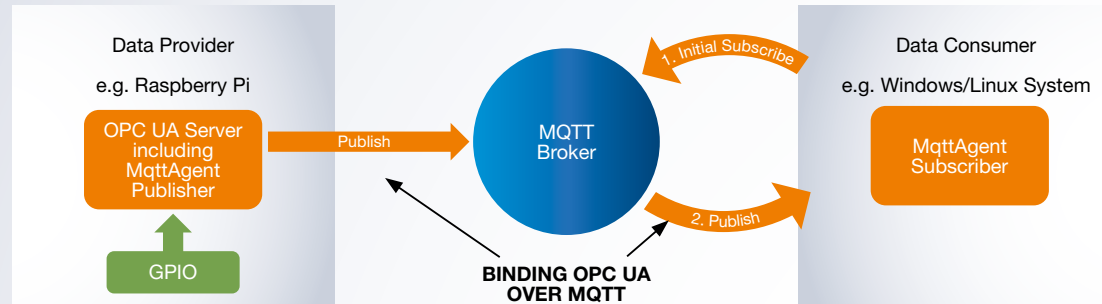 Data Provider
e.g. Raspberry Pi
OPC UA Server
including
MqttAgent
Publisher
GPIO
Publish
MQTT
Broker
1. Initial Subscribe
2. Publish
BINDING OPC UA
OVER MQTT
Data Consumer
e.g. Windows/Linux System
MqttAgent
Subscriber